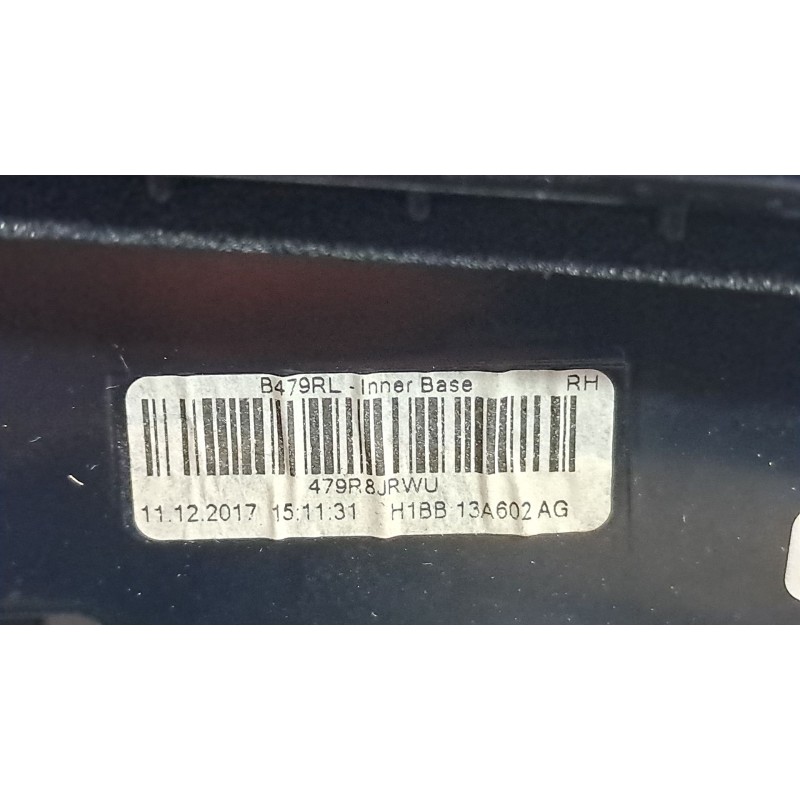 B479RL - Inner Base RH
479R8JRWU
11.12.2017 15:11:31 H1BB 13A602 AG